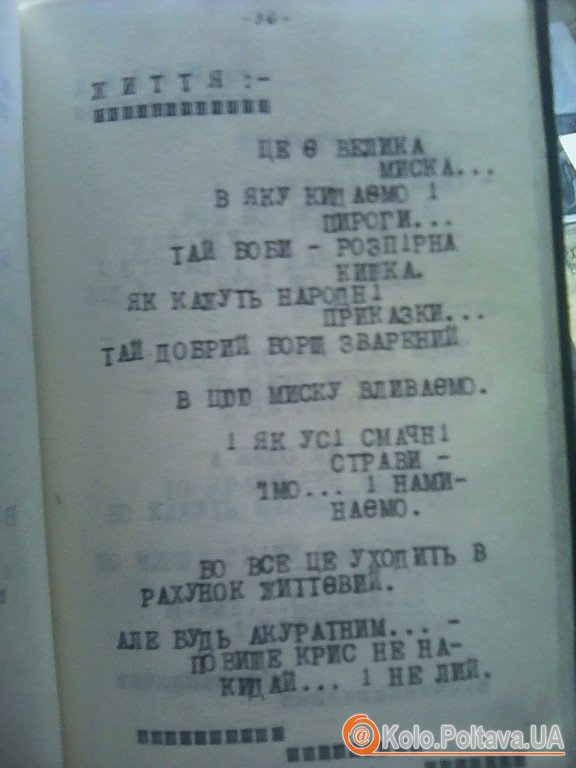 - 56 -
ЖИТТЯ :-
ЦЕ Є ВЕЛИКА
МИСКА...
В ЯКУ КИДАЄМО І
ПИРОГИ...
ТАЙ БОБИ - РОЗПІРНА
КИШКА.
ЯК КАЖУТЬ НАРОДНІ
ПРИКАЗКИ...
ТАЙ ДОБРИЙ БОРЩ ЗВАРЕНИЙ
В ЦЮ МИСКУ ВЛИВАЄМО.
І ЯК УСІ СМАЧНІ
СТРАВИ -
ЇМО... І НАМИ-
НАЄМО.
БО ВСЕ ЦЕ УХОДИТЬ В
РАХУНОК ЖИТТЄВИЙ.
АЛЕ БУДЬ АКУРАТНИМ... -
ПОВИШЕ КРИС НЕ НА-
КИДАЙ... І НЕ ЛИЙ.
@Kolo.Poltava.UA